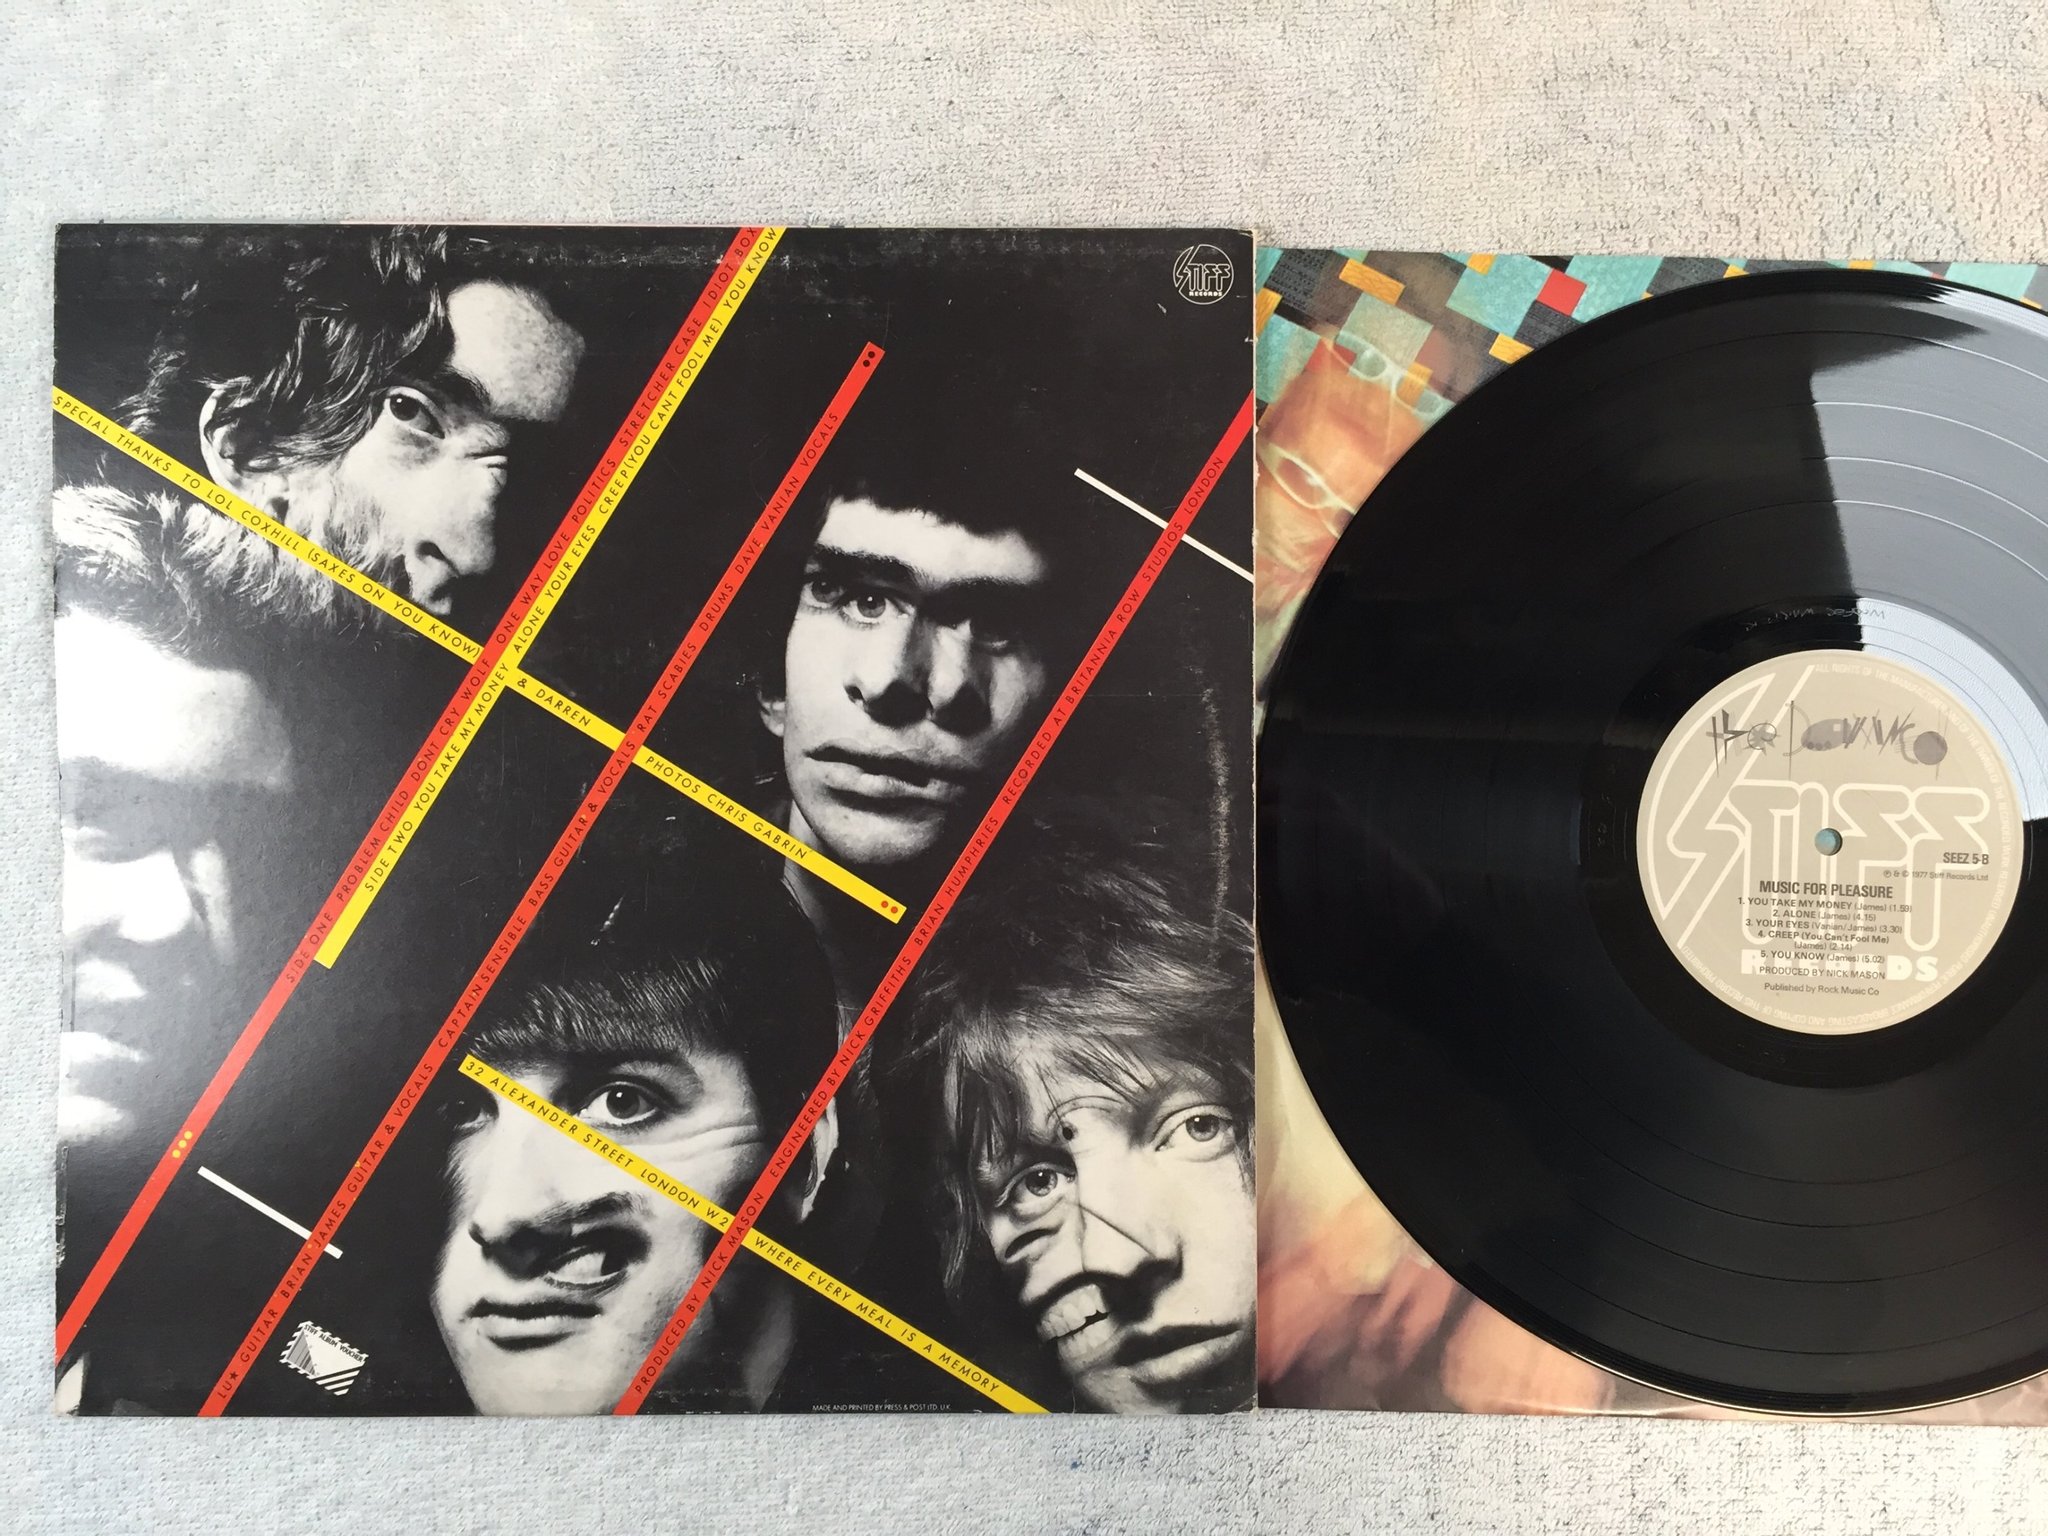 STIFF
RECORDS
SIDE ONE PROBLEM CHILD DONT CRY WOLF ONE WAY LOVE POLITICS STRETCHER CASE IDIOT BOX
SIDE TWO YOU TAKE MY MONEY ALONE YOUR EYES CREEP (YOU CANT FOOL ME) YOU KNOW
SPECIAL THANKS TO LOL COXHILL (SAXES ON YOU KNOW) & DARREN PHOTOS CHRIS GABRIN
LU★ GUITAR BRIAN JAMES GUITAR & VOCALS CAPTAIN SENSIBLE BASS GUITAR & VOCALS RAT SCABIES DRUMS DAVE VANIAN VOCALS
PRODUCED BY NICK MASON ENGINEERED BY NICK GRIFFITHS BRIAN HUMPHRIES RECORDED AT BRITANNIA ROW STUDIOS LONDON
32 ALEXANDER STREET LONDON W2 WHERE EVERY MEAL IS A MEMORY
STIFF ALBUM VOUCHER
MADE AND PRINTED BY PRESS & POST LTD. U.K.
STIFF
RECORDS
SEEZ 5 B
℗ & © 1977 Stiff Records Ltd
MUSIC FOR PLEASURE
1. YOU TAKE MY MONEY (James) (1.59)
2. ALONE (James) (4.15)
3. YOUR EYES (Vanian/James) (3.30)
4. CREEP (You Can't Fool Me)
(James) (2.14)
5. YOU KNOW (James) (5.02)
PRODUCED BY NICK MASON
Published by Rock Music Co